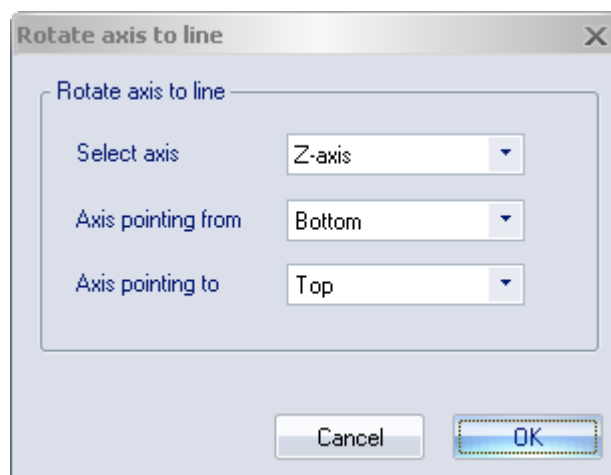 Rotate axis to line
Rotate axis to line
Select axis Z-axis
Axis pointing from Bottom
Axis pointing to Top
Cancel OK